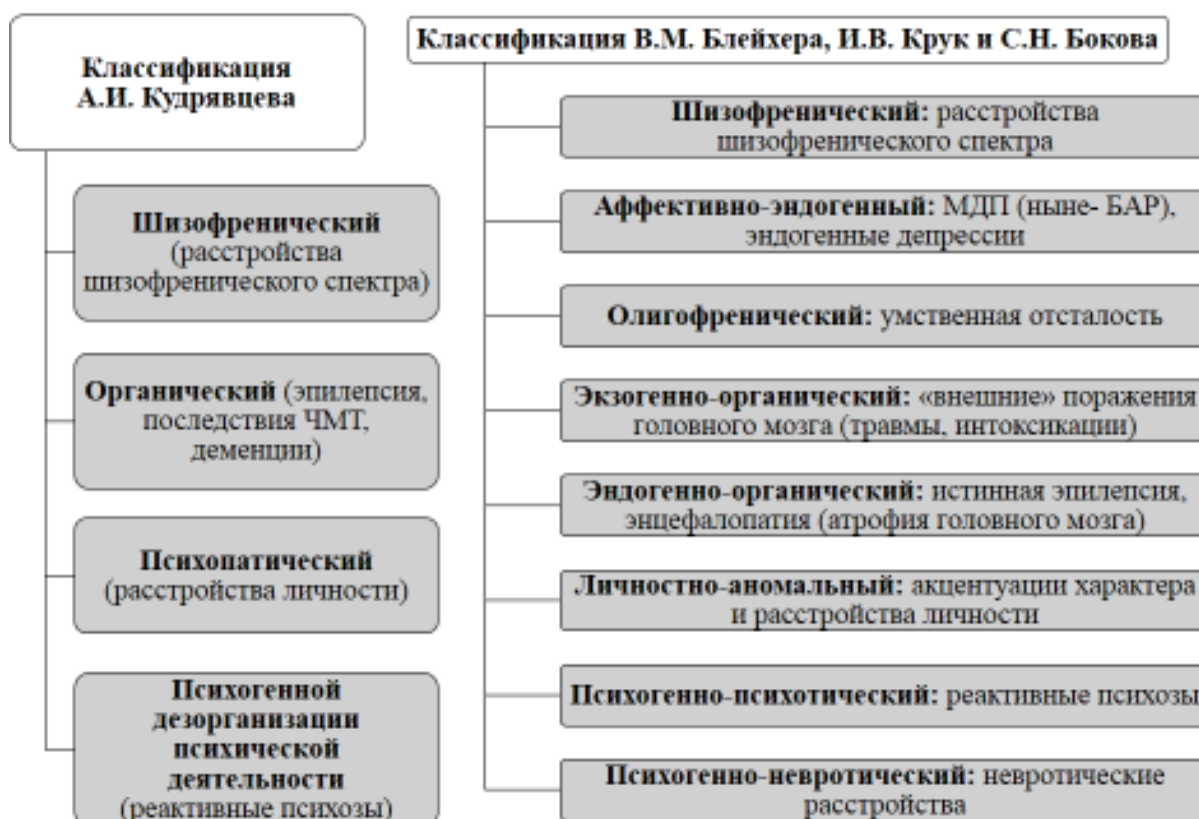 Классификация
А.И. Кудрявцева
Шизофренический
(расстройства
шизофренического спектра)
Органический (эпилепсия,
последствия ЧМТ,
деменции)
Психопатический
(расстройства личности)
Психогенной
дезорганизации
психической
деятельности
(реактивные психозы)
Классификация В.М. Блейхера, И.В. Крук и С.Н. Бокова
Шизофренический: расстройства
шизофренического спектра
Аффективно-эндогенный: МДП (ныне- БАР),
эндогенные депрессии
Олигофренический: умственная отсталость
Экзогенно-органический: «внешние» поражения
головного мозга (травмы, интоксикации)
Эндогенно-органический: истинная эпилепсия,
энцефалопатия (атрофия головного мозга)
Личностно-аномальный: акцентуации характера
и расстройства личности
Психогенно-психотический: реактивные психозы
Психогенно-невротический: невротические
расстройства